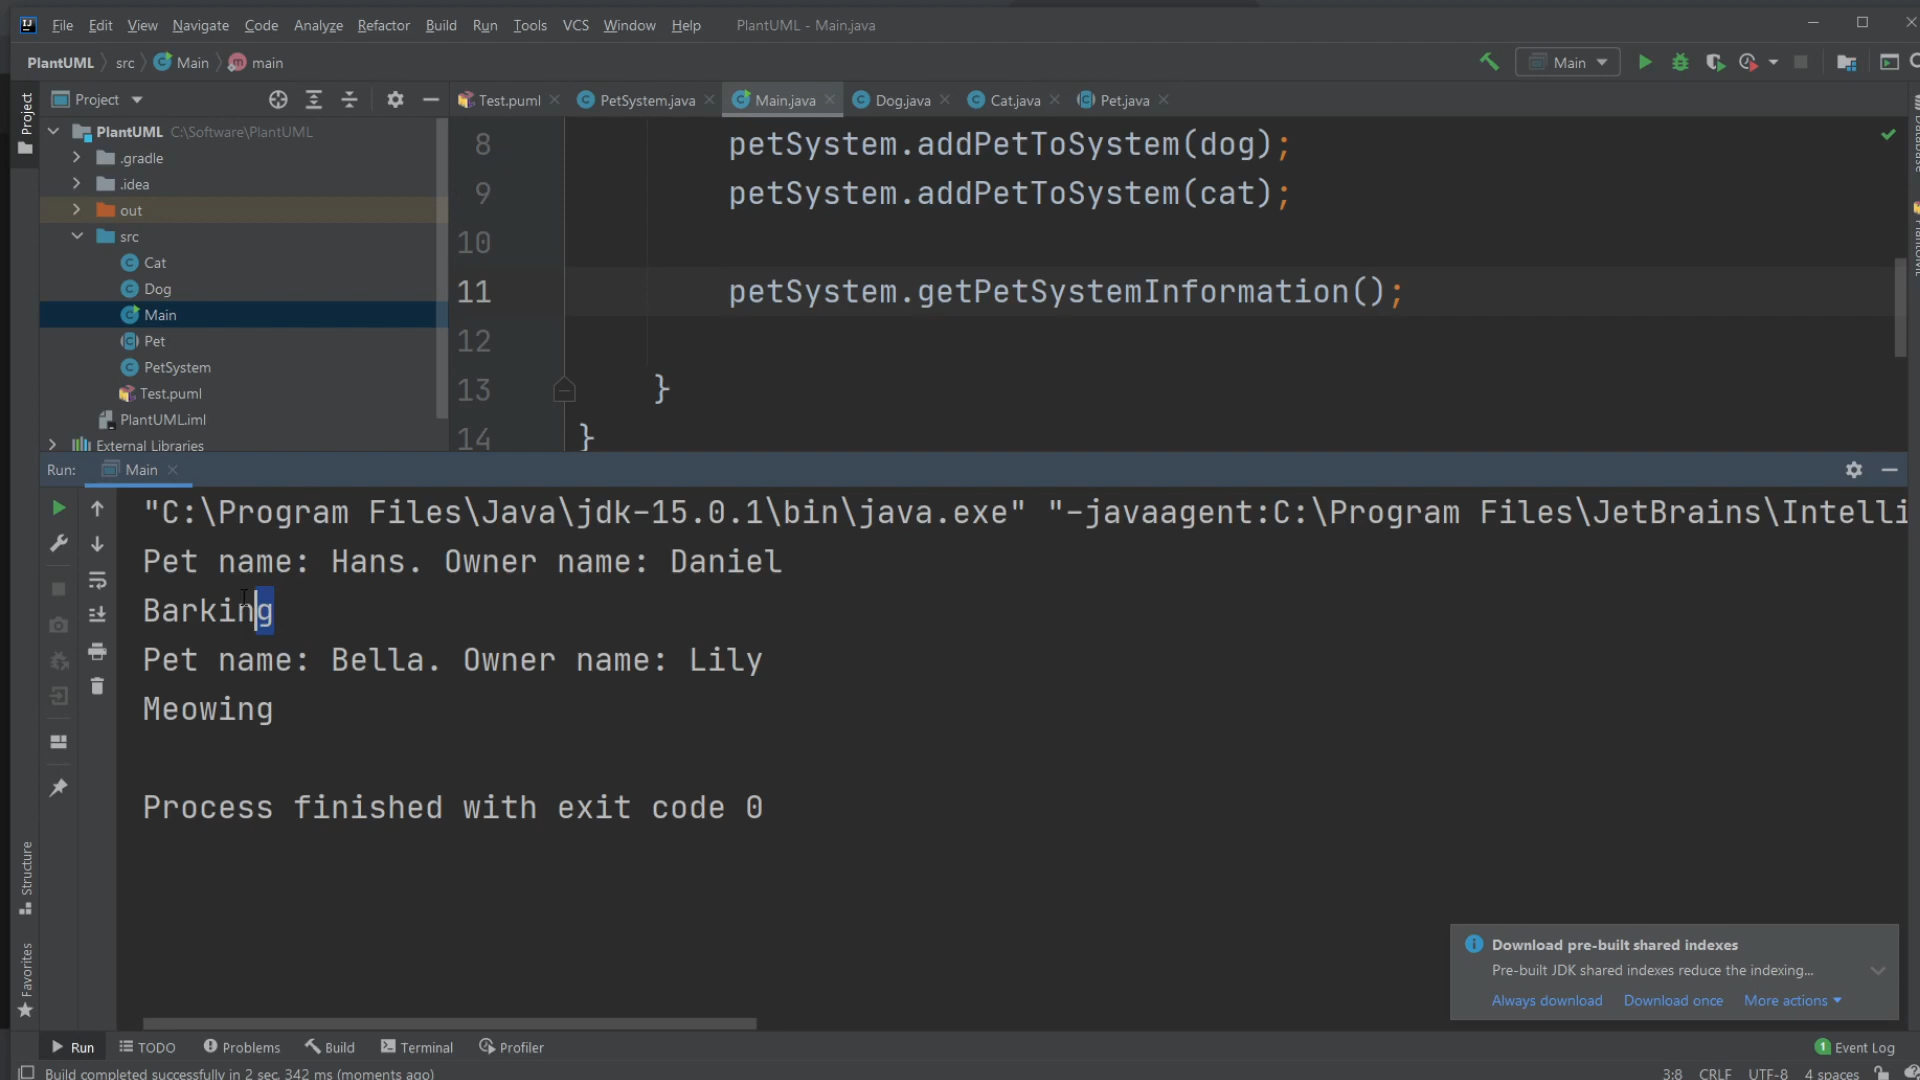 File Edit View Navigate Code Analyze Refactor Build Run Tools VCS Window Help PlantUML - Main.java
PlantUML src Main main
Main
Project
Project
Test.puml PetSystem.java Main.java Dog.java Cat.java Pet.java
PlantUML C:\Software\PlantUML
.gradle
.idea
out
src
Cat
Dog
Main
Pet
PetSystem
Test.puml
PlantUML.iml
External Libraries
8 petSystem.addPetToSystem(dog);
9 petSystem.addPetToSystem(cat);
10
11 petSystem.getPetSystemInformation();
12
13 }
14 }
Database
PlantUML
Run: Main
"C:\Program Files\Java\jdk-15.0.1\bin\java.exe" "-javaagent:C:\Program Files\JetBrains\Intelli
Pet name: Hans. Owner name: Daniel
Barking
Pet name: Bella. Owner name: Lily
Meowing
Process finished with exit code 0
Structure
Favorites
Download pre-built shared indexes
Pre-built JDK shared indexes reduce the indexing...
Always download Download once More actions
Run TODO Problems Build Terminal Profiler
1 Event Log
Build completed successfully in 2 sec, 342 ms (moments ago)
3:8 CRLF UTF-8 4 spaces